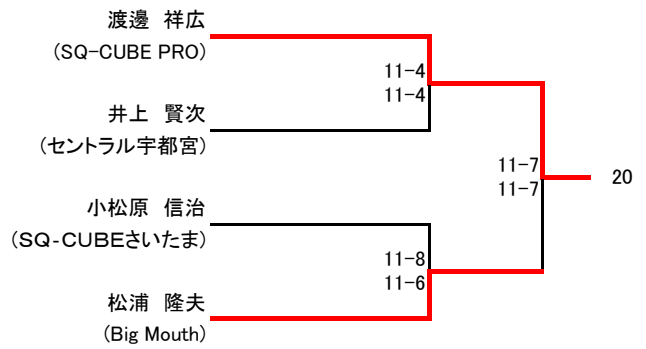 渡邊 祥広
(SQ-CUBE PRO)
11-4
11-4
井上 賢次
(セントラル宇都宮)
11-7
11-7
20
小松原 信治
(SQ-CUBEさいたま)
11-8
11-6
松浦 隆夫
(Big Mouth)